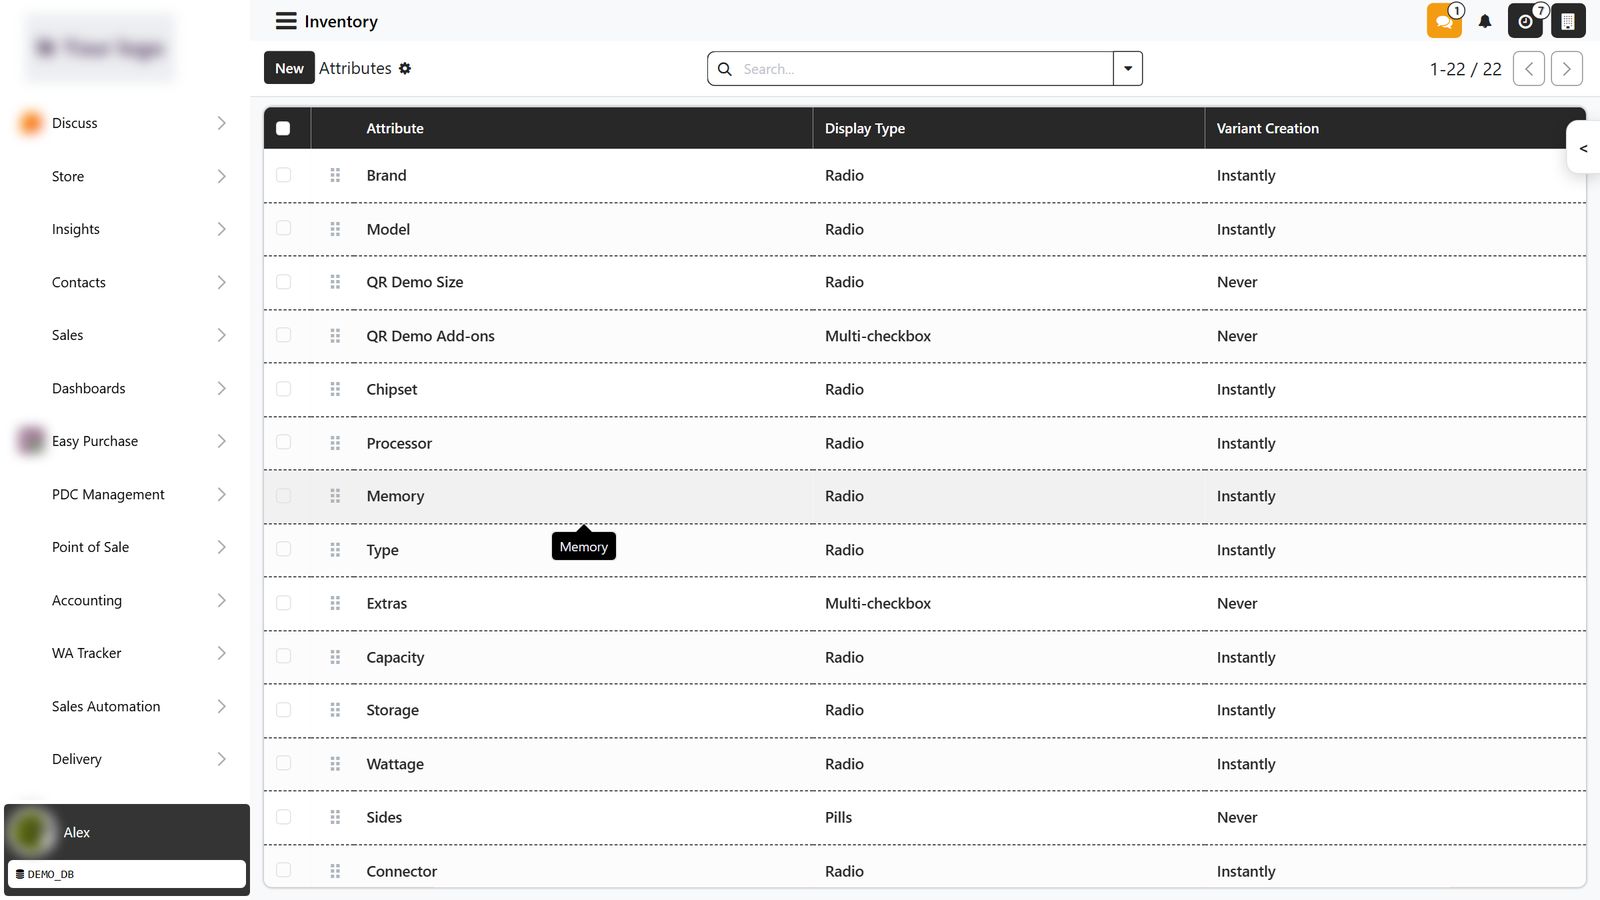 Inventory
1
7
New
Attributes
Search...
1-22 / 22
Discuss
Store
Insights
Contacts
Sales
Dashboards
Easy Purchase
PDC Management
Point of Sale
Accounting
WA Tracker
Sales Automation
Delivery
Alex
DEMO_DB
Attribute Display Type Variant Creation
<
Brand Radio Instantly
Model Radio Instantly
QR Demo Size Radio Never
QR Demo Add-ons Multi-checkbox Never
Chipset Radio Instantly
Processor Radio Instantly
Memory Radio Instantly
Memory
Type Radio Instantly
Extras Multi-checkbox Never
Capacity Radio Instantly
Storage Radio Instantly
Wattage Radio Instantly
Sides Pills Never
Connector Radio Instantly